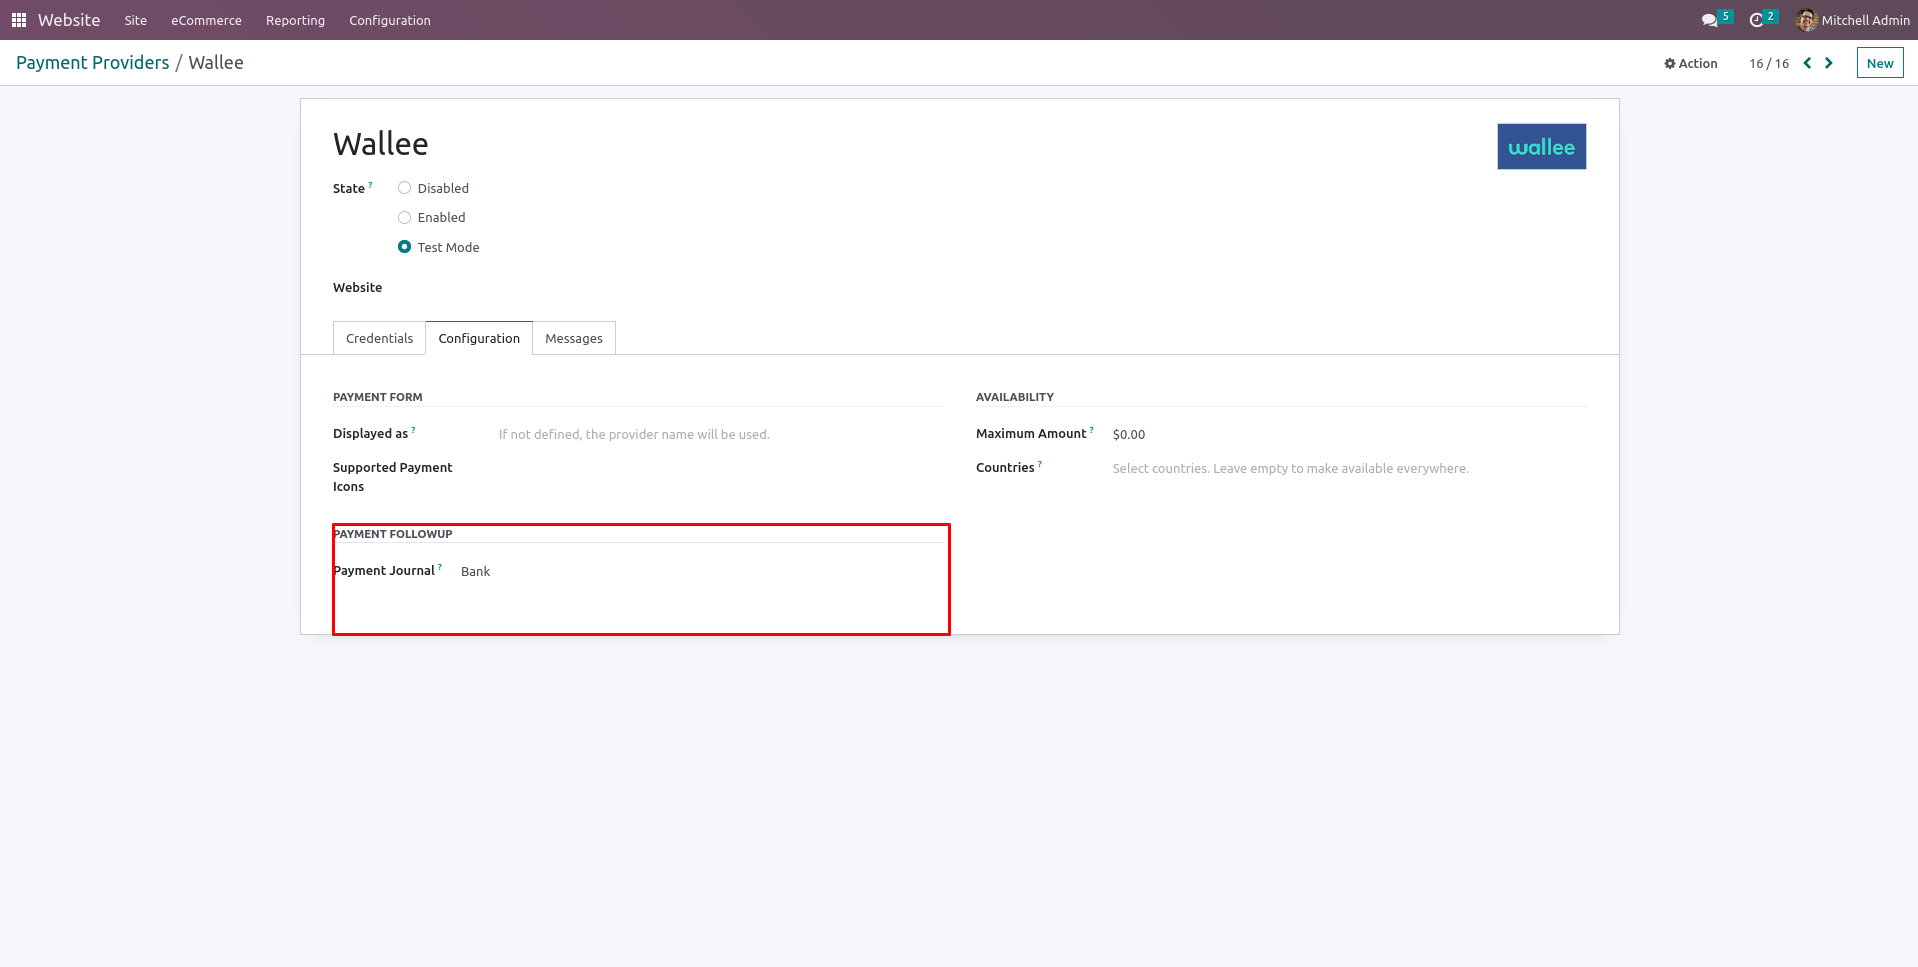 Website Site eCommerce Reporting Configuration 5 2 Mitchell Admin
Payment Providers / Wallee Action 16 / 16 New
Wallee
wallee
State ? Disabled
Enabled
Test Mode
Website
Credentials Configuration Messages
PAYMENT FORM
Displayed as ? If not defined, the provider name will be used.
Supported Payment
Icons
AVAILABILITY
Maximum Amount ? $0.00
Countries ? Select countries. Leave empty to make available everywhere.
PAYMENT FOLLOWUP
Payment Journal ? Bank